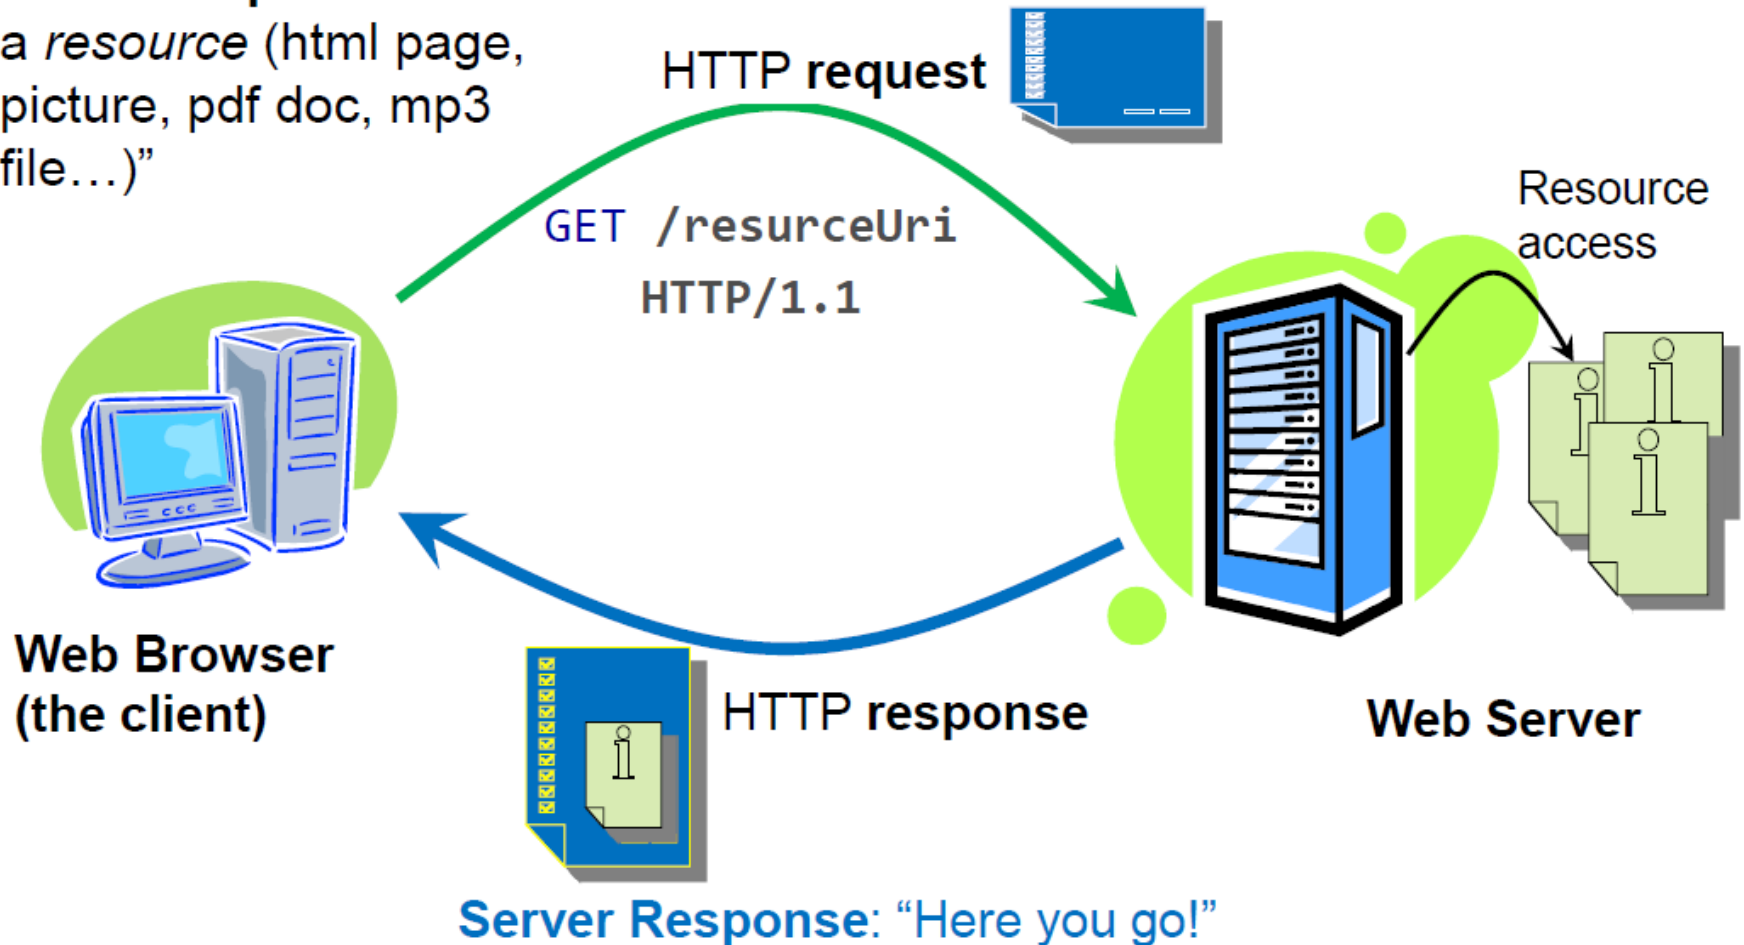 a resource (html page,
picture, pdf doc, mp3
file…)”
HTTP request
GET /resurceUri
HTTP/1.1
Resource
access
Web Browser
(the client)
HTTP response
Web Server
Server Response: “Here you go!”